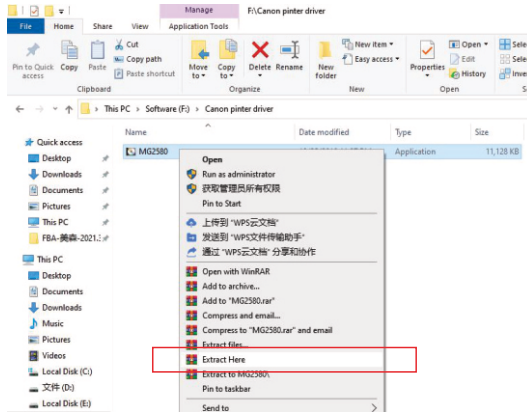 Manage
F:\Canon pinter driver
File Home Share View Application Tools
Pin to Quick access
Copy
Paste
Cut
Copy path
Paste shortcut
Move to
Copy to
Delete
Rename
New folder
New item
Easy access
Properties
Open
Edit
History
Clipboard
Organize
New
Open
This PC > Software (F:) > Canon pinter driver
Name Date modified Type Size
MG2580 Application 11,128 KB
Quick access
Desktop
Downloads
Documents
Pictures
This PC
FBA-美森-2021.3
This PC
Desktop
Documents
Downloads
Music
Pictures
Videos
Local Disk (C:)
文件 (D:)
Local Disk (E:)
Open
Run as administrator
获取管理员所有权限
Pin to Start
上传到 "WPS云文档"
发送到 "WPS文件传输助手"
通过 "WPS云文档" 分享和协作
Open with WinRAR
Add to archive...
Add to "MG2580.rar"
Compress and email...
Compress to "MG2580.rar" and email
Extract files...
Extract Here
Extract to MG2580\
Pin to taskbar
Send to